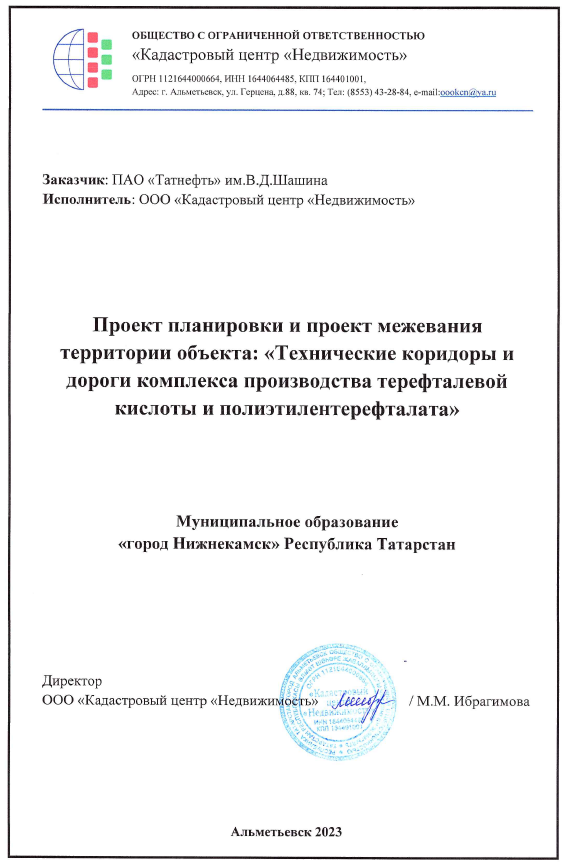 ОБЩЕСТВО С ОГРАНИЧЕННОЙ ОТВЕТСТВЕННОСТЬЮ
«Кадастровый центр «Недвижимость»
ОГРН 1121644000664, ИНН 1644064485, КПП 164401001,
Адрес: г. Альметьевск, ул. Герцена, д.88, кв. 74; Тел: (8553) 43-28-84, e-mail:oookcn@ya.ru
Заказчик: ПАО «Татнефть» им.В.Д.Шашина
Исполнитель: ООО «Кадастровый центр «Недвижимость»
Проект планировки и проект межевания
территории объекта: «Технические коридоры и
дороги комплекса производства терефталевой
кислоты и полиэтилентерефталата»
Муниципальное образование
«город Нижнекамск» Республика Татарстан
Директор
ООО «Кадастровый центр «Недвижимость»
/ М.М. Ибрагимова
«Кадастровый
центр
«Недвижимость»
Альметьевск 2023